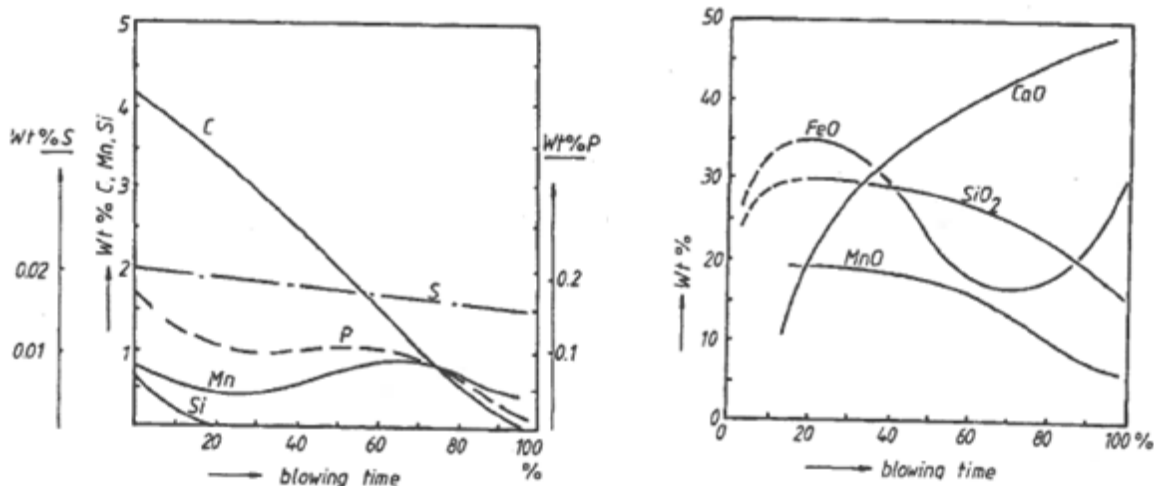 5
4
3
2
1
Wt % C, Mn, Si
Wt % S
0.02
0.01
Wt % P
0.2
0.1
C
S
P
Mn
Si
20
40
60
80
100
%
blowing time
50
40
30
20
10
0
Wt %
CaO
FeO
SiO2
MnO
0
20
40
60
80
100 %
blowing time